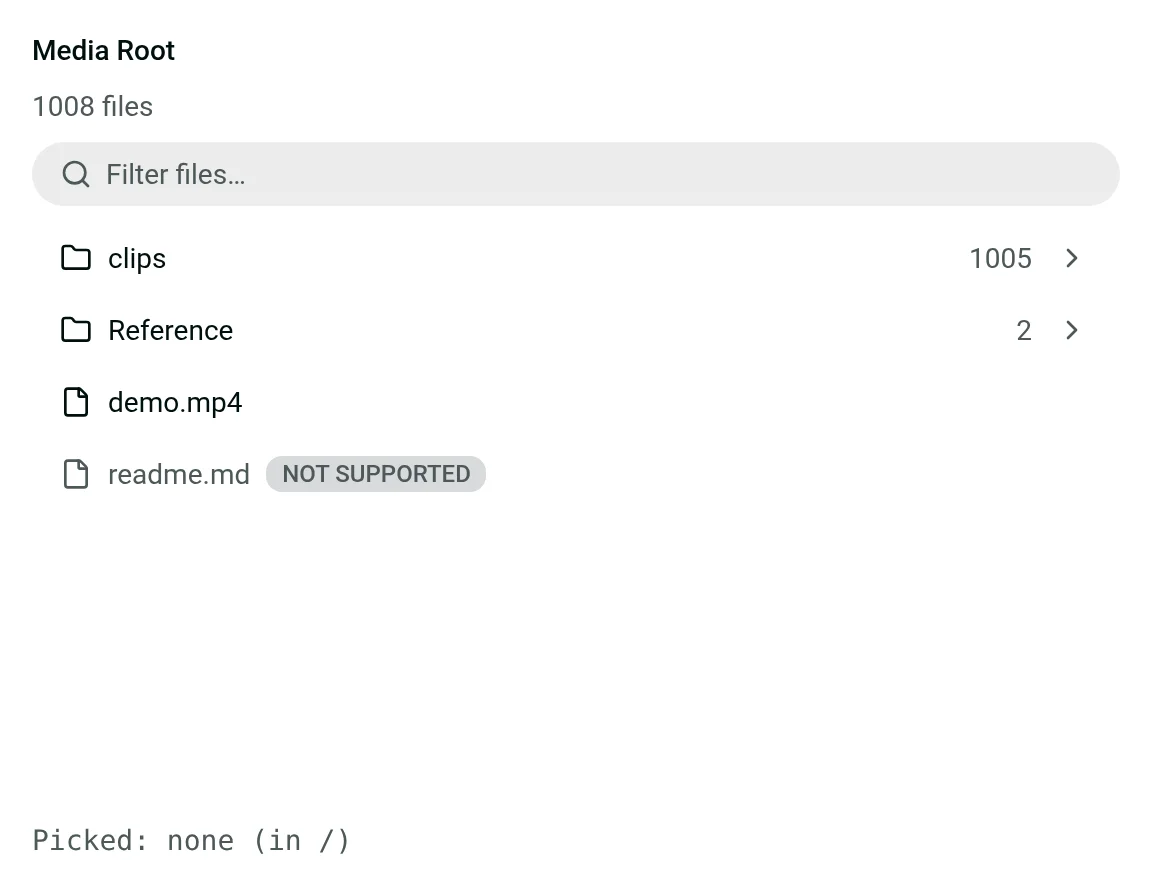 Media Root
1008 files
Filter files…
clips 1005
Reference 2
demo.mp4
readme.md NOT SUPPORTED
Picked: none (in /)